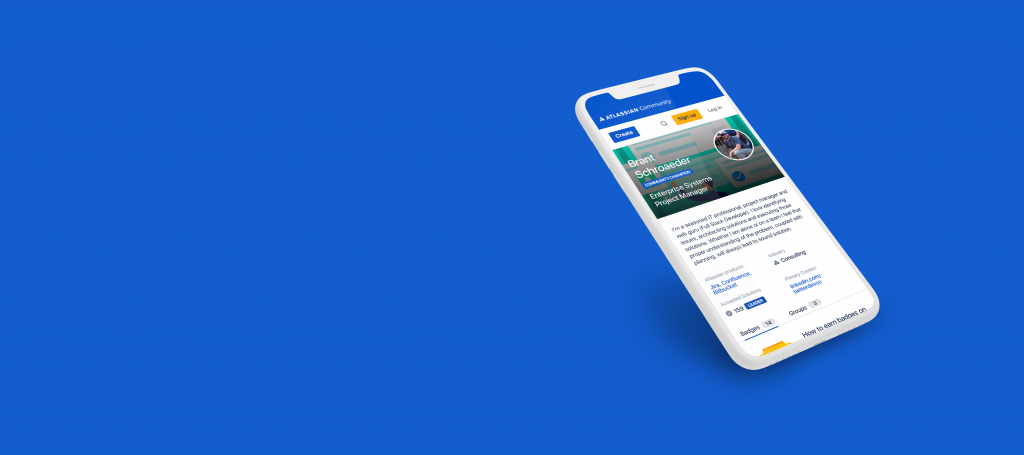 ATLASSIAN Community
Create
Sign up
Log in
Brant
Schroaeder
COMMUNITY CHAMPION
Enterprise Systems
Project Manager
I'm a seasoned IT professional, project manager and
web guru (Full Stack Developer). I love identifying
issues, architecting solutions and executing those
solutions. Whether I am alone or on a team I feel that
proper understanding of the problem, coupled with
planning, will always lead to sound solution.
Atlassian products
Jira, Confluence,
Bitbucket
Industry
Consulting
Accepted Solutions
159 LEADER
Primary Contact
linkedin.com/
betterdevco
Badges 14
Groups 3
How to earn badges on